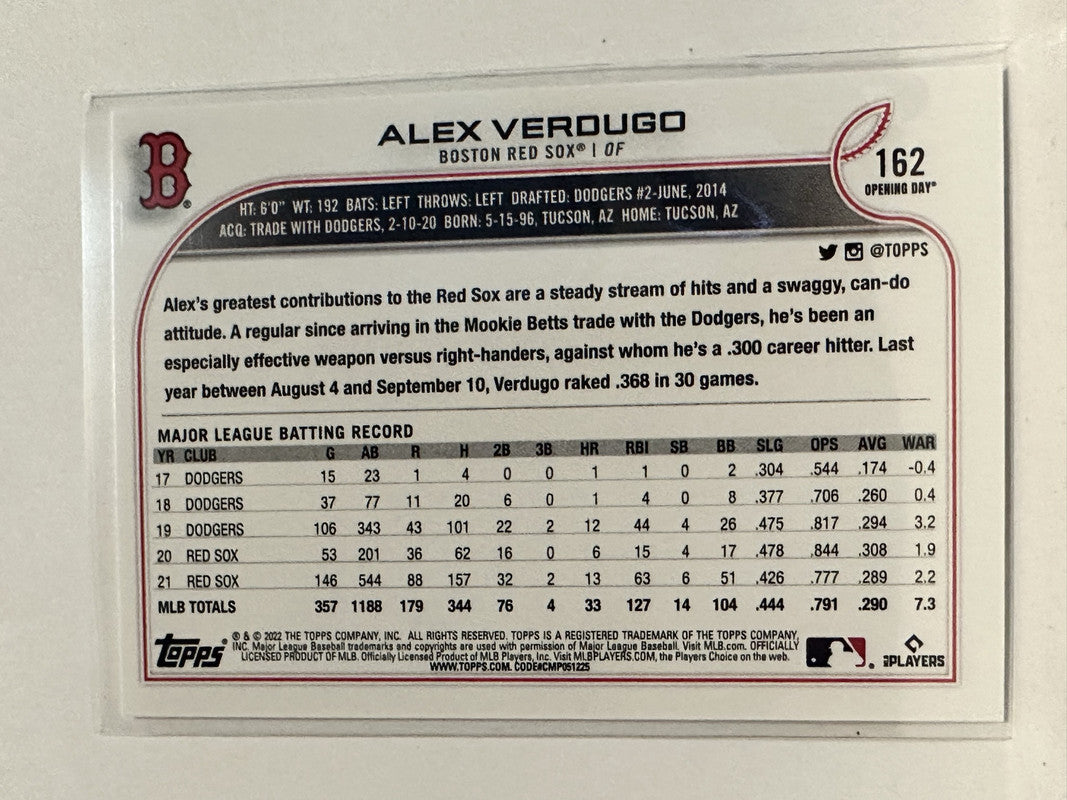 B
ALEX VERDUGO
BOSTON RED SOX® | OF
162
OPENING DAY®
HT: 6'0" WT: 192 BATS: LEFT THROWS: LEFT DRAFTED: DODGERS #2-JUNE, 2014
ACQ: TRADE WITH DODGERS, 2-10-20 BORN: 5-15-96, TUCSON, AZ HOME: TUCSON, AZ
@TOPPS
Alex's greatest contributions to the Red Sox are a steady stream of hits and a swaggy, can-do
attitude. A regular since arriving in the Mookie Betts trade with the Dodgers, he's been an
especially effective weapon versus right-handers, against whom he's a .300 career hitter. Last
year between August 4 and September 10, Verdugo raked .368 in 30 games.
MAJOR LEAGUE BATTING RECORD
YR CLUB G AB R H 2B 3B HR RBI SB BB SLG OPS AVG WAR
17 DODGERS 15 23 1 4 0 0 1 1 0 2 .304 .544 .174 -0.4
18 DODGERS 37 77 11 20 6 0 1 4 0 8 .377 .706 .260 0.4
19 DODGERS 106 343 43 101 22 2 12 44 4 26 .475 .817 .294 3.2
20 RED SOX 53 201 36 62 16 0 6 15 4 17 .478 .844 .308 1.9
21 RED SOX 146 544 88 157 32 2 13 63 6 51 .426 .777 .289 2.2
MLB TOTALS 357 1188 179 344 76 4 33 127 14 104 .444 .791 .290 7.3
Topps
® & © 2022 THE TOPPS COMPANY, INC. ALL RIGHTS RESERVED. TOPPS IS A REGISTERED TRADEMARK OF THE TOPPS COMPANY,
INC. Major League Baseball trademarks and copyrights are used with permission of Major League Baseball. Visit MLB.com. OFFICIALLY
LICENSED PRODUCT OF MLB. Officially Licensed Product of MLB Players, Inc. Visit MLBPLAYERS.COM, the Players Choice on the web.
WWW.TOPPS.COM. CODE#CMP051225
MLBPLAYERS